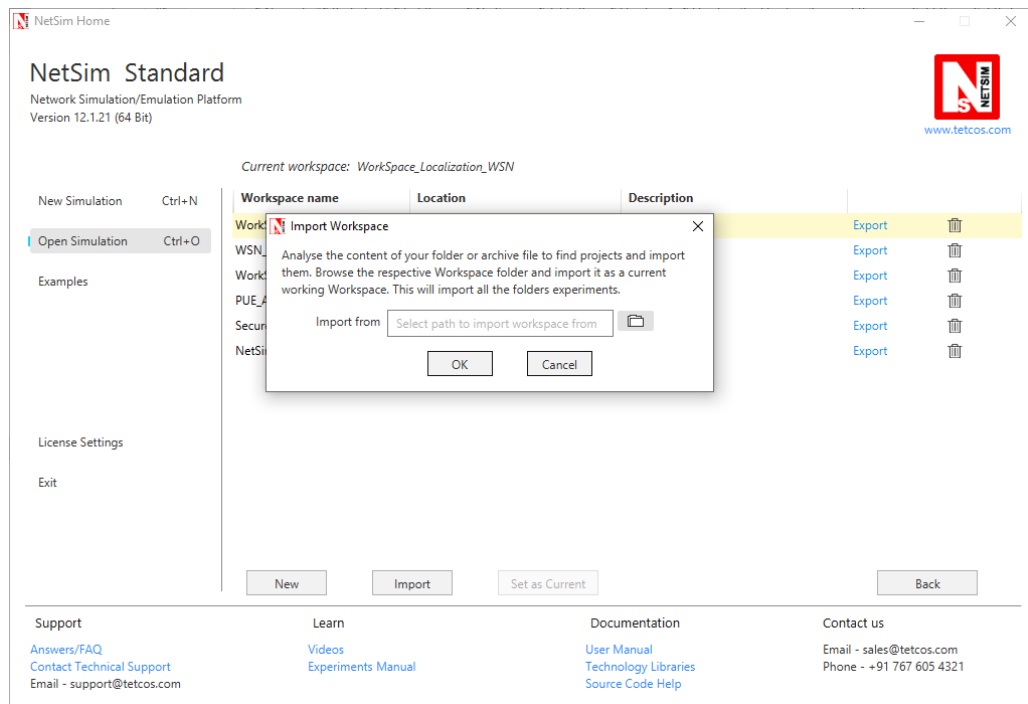 NetSim Home
NetSim Standard
Network Simulation/Emulation Platform
Version 12.1.21 (64 Bit)
NETSIM
NS
www.tetcos.com
Current workspace: WorkSpace_Localization_WSN
New Simulation Ctrl+N
Open Simulation Ctrl+O
Examples
License Settings
Exit
Workspace name Location Description
Export
WSN_ Export
Export
PUE_A Export
Secur Export
NetSi Export
Import Workspace
Analyse the content of your folder or archive file to find projects and import
them. Browse the respective Workspace folder and import it as a current
working Workspace. This will import all the folders experiments.
Import from Select path to import workspace from
OK Cancel
New Import Set as Current Back
Support Learn Documentation Contact us
Answers/FAQ Videos User Manual Email - sales@tetcos.com
Contact Technical Support Experiments Manual Technology Libraries Phone - +91 767 605 4321
Email - support@tetcos.com Source Code Help